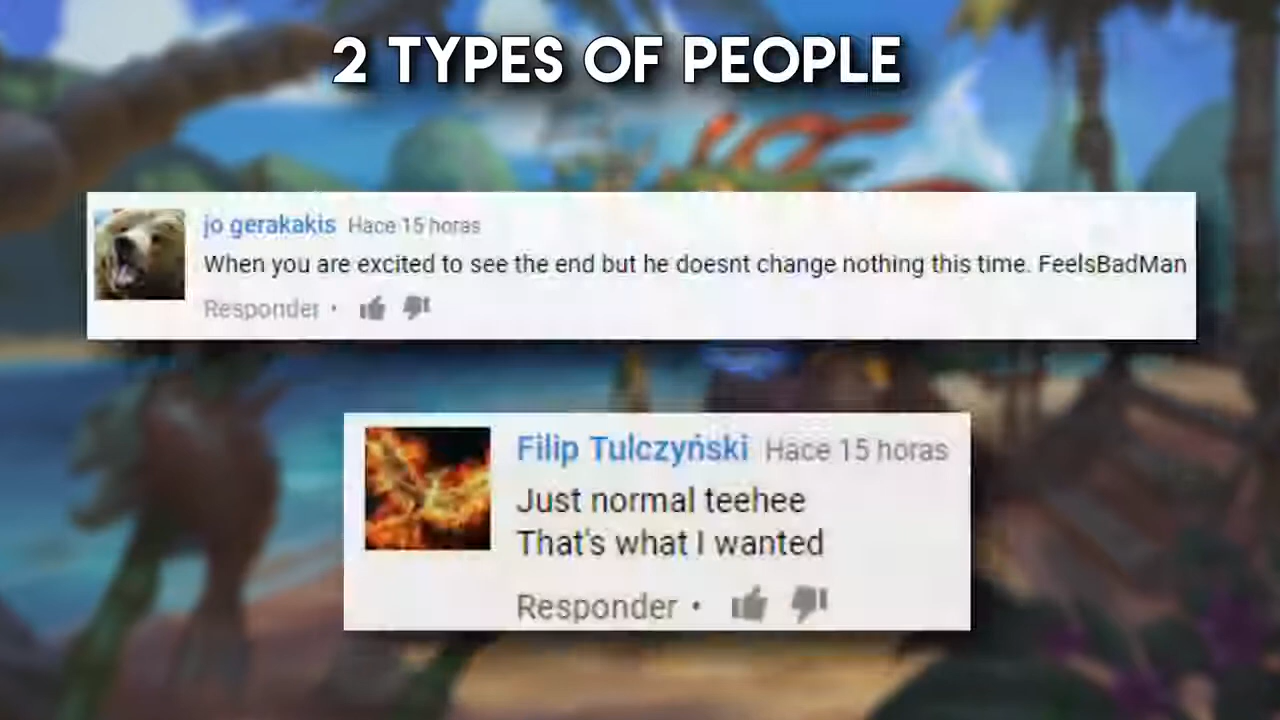 2 TYPES OF PEOPLE
jo gerakakis Hace 15 horas
When you are excited to see the end but he doesnt change nothing this time. FeelsBadMan
Responder •
Filip Tulczyński Hace 15 horas
Just normal teehee
That's what I wanted
Responder •